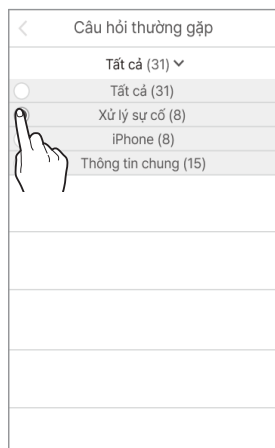 Câu hỏi thường gặp
Tất cả (31)
Tất cả (31)
Xử lý sự cố (8)
iPhone (8)
Thông tin chung (15)